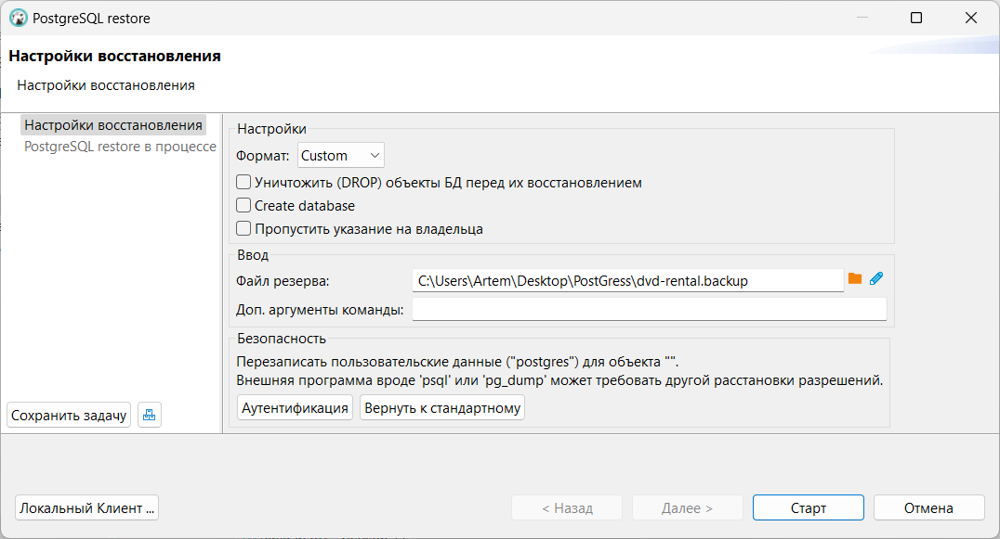 PostgreSQL restore
Настройки восстановления
Настройки восстановления
Настройки восстановления
PostgreSQL restore в процессе
Настройки
Формат: Custom
Уничтожить (DROP) объекты БД перед их восстановлением
Create database
Пропустить указание на владельца
Ввод
Файл резерва: C:\Users\Artem\Desktop\PostGress\dvd-rental.backup
Доп. аргументы команды:
Безопасность
Перезаписать пользовательские данные ("postgres") для объекта "".
Внешняя программа вроде 'psql' или 'pg_dump' может требовать другой расстановки разрешений.
Аутентификация Вернуть к стандартному
Сохранить задачу
Локальный Клиент ... < Назад Далее > Старт Отмена